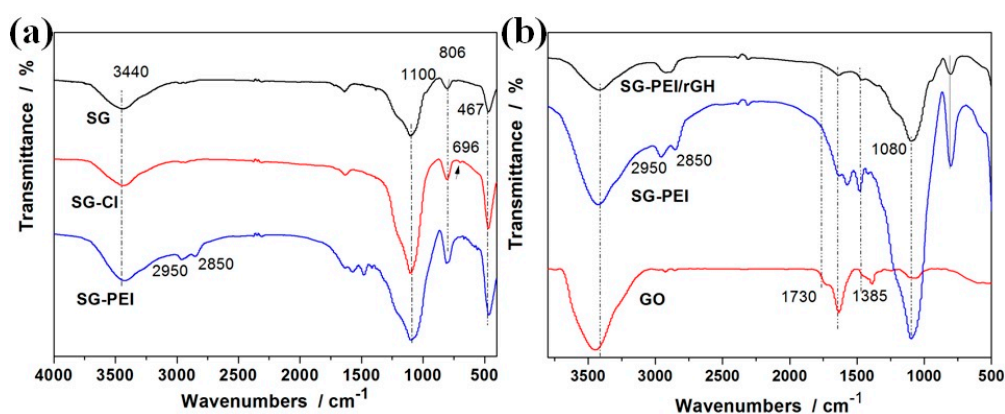 (a)
Transmittance / %
3440
806
1100
467
SG
696
SG-Cl
2950
2850
SG-PEI
4000 3500 3000 2500 2000 1500 1000 500
Wavenumbers / cm-1
(b)
Transmittance / %
SG-PEI/rGH
1080
2950
2850
SG-PEI
GO
1730
1385
3500 3000 2500 2000 1500 1000 500
Wavenumbers / cm-1